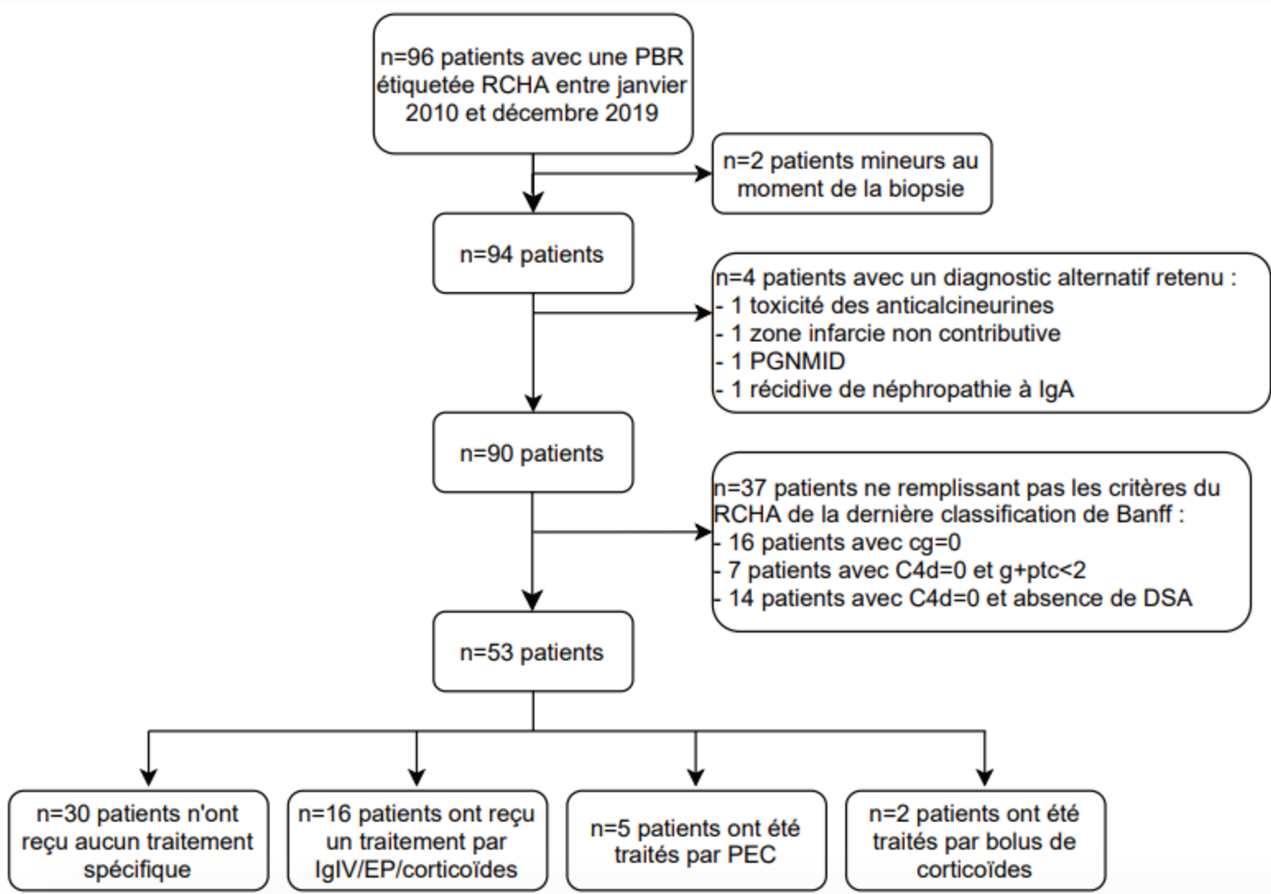 n=96 patients avec une PBR
étiquetée RCHA entre janvier
2010 et décembre 2019
n=2 patients mineurs au
moment de la biopsie
n=94 patients
n=4 patients avec un diagnostic alternatif retenu :
- 1 toxicité des anticalcineurines
- 1 zone infarcie non contributive
- 1 PGNMID
- 1 récidive de néphropathie à IgA
n=90 patients
n=37 patients ne remplissant pas les critères du
RCHA de la dernière classification de Banff :
- 16 patients avec cg=0
- 7 patients avec C4d=0 et g+ptc<2
- 14 patients avec C4d=0 et absence de DSA
n=53 patients
n=30 patients n'ont
reçu aucun traitement
spécifique
n=16 patients ont reçu
un traitement par
IgIV/EP/corticoïdes
n=5 patients ont été
traités par PEC
n=2 patients ont été
traités par bolus de
corticoïdes